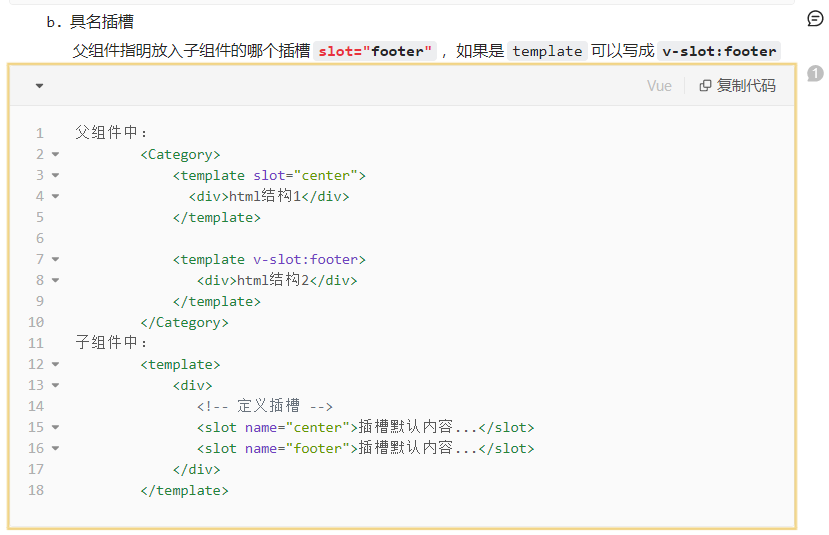 b. 具名插槽
父组件指明放入子组件的哪个插槽 slot="footer" ，如果是 template 可以写成 v-slot:footer
Vue 复制代码
1 父组件中：
2 <Category>
3 <template slot="center">
4 <div>html结构1</div>
5 </template>
6
7 <template v-slot:footer>
8 <div>html结构2</div>
9 </template>
10 </Category>
11 子组件中：
12 <template>
13 <div>
14 <!-- 定义插槽 -->
15 <slot name="center">插槽默认内容...</slot>
16 <slot name="footer">插槽默认内容...</slot>
17 </div>
18 </template>
1